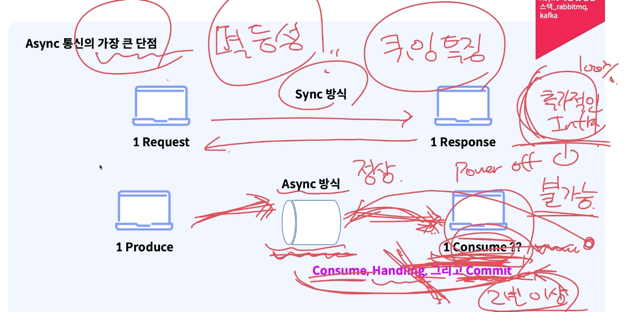 Async 통신의 가장 큰 단점
멱등성!..
큐잉 특징
스택_rabbitmq,
kafka
100%
추가적인
Infra
Sync 방식
1 Request
1 Response
정상.
Power off
불가능
Async 방식
1 Produce
1 Consume ??
Consume, Handling, 그리고 Commit
2번 이상